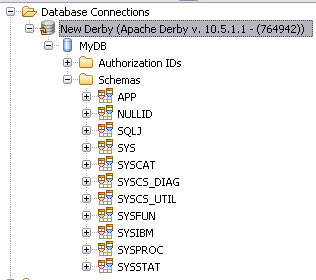 Database Connections
New Derby (Apache Derby v. 10.5.1.1 - (764942))
MyDB
Authorization IDs
Schemas
APP
NULLID
SQLJ
SYS
SYSCAT
SYSCS_DIAG
SYSCS_UTIL
SYSFUN
SYSIBM
SYSPROC
SYSSTAT